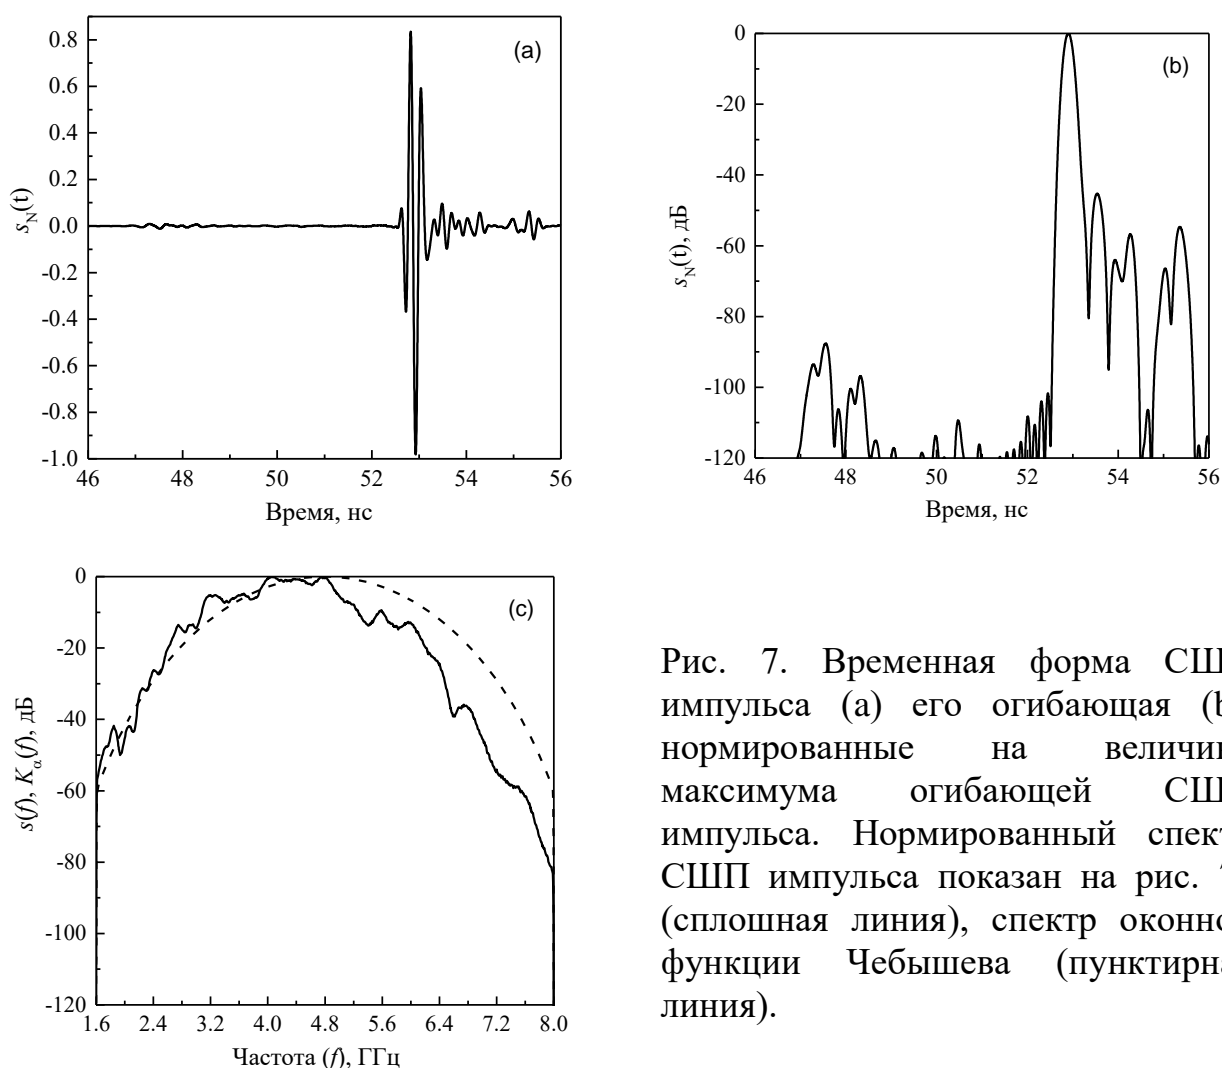 0.8
0.6
0.4
0.2
0.0
-0.2
-0.4
-0.6
-0.8
-1.0
46 48 50 52 54 56
s_N(t)
Время, нс
(a)
0
-20
-40
-60
-80
-100
-120
46 48 50 52 54 56
s_N(t), дБ
Время, нс
(b)
0
-20
-40
-60
-80
-100
-120
1.6 2.4 3.2 4.0 4.8 5.6 6.4 7.2 8.0
s(f), K_α(f), дБ
Частота (f), ГГц
(c)
Рис. 7. Временная форма СШ
импульса (a) его огибающая (b
нормированные на величин
максимума огибающей СШ
импульса. Нормированный спект
СШП импульса показан на рис.
(сплошная линия), спектр оконно
функции Чебышева (пунктирна
линия).